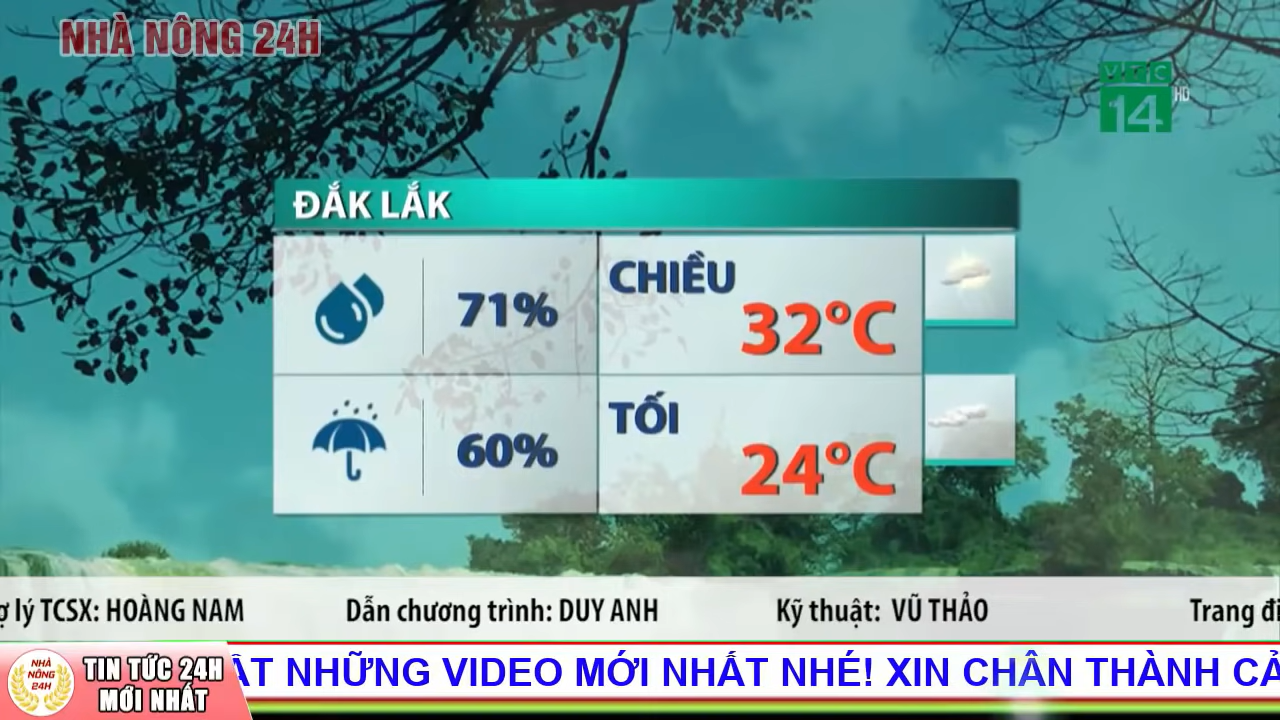 NHÀ NÔNG 24H
VTC
14 HD
ĐẮK LẮK
71%
CHIỀU
32°C
60%
TỐI
24°C
lý TCSX: HOÀNG NAM
Dẫn chương trình: DUY ANH
Kỹ thuật: VŨ THẢO
Trang
NHÀ
NÔNG
24H
TIN TỨC 24H
MỚI NHẤT
NHỮNG VIDEO MỚI NHẤT NHÉ! XIN CHÂN THÀNH